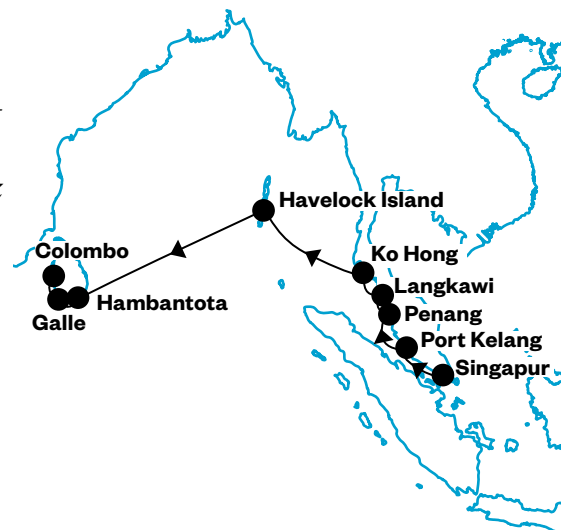 Havelock Island
Colombo
Ko Hong
Langkawi
Hambantota
Galle
Penang
Port Kelang
Singapur